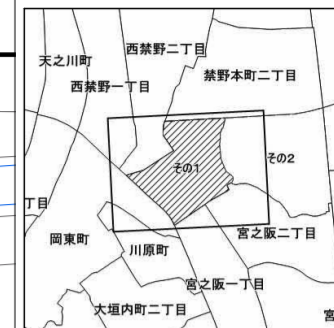 西禁野二丁目
天之川町
禁野本町二丁目
西禁野一丁目
その1
その2
丁目
岡東町
川原町
宮之阪二丁目
宮之阪一丁目
大垣内町二丁目
宮